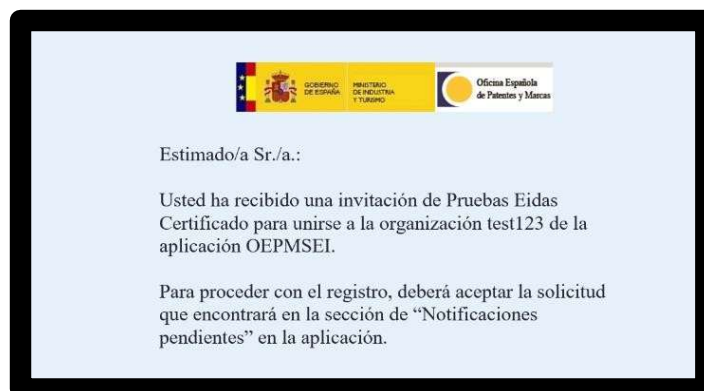 GOBIERNO
DE ESPAÑA
MINISTERIO
DE INDUSTRIA
Y TURISMO
Oficina Española
de Patentes y Marcas
Estimado/a Sr./a.:
Usted ha recibido una invitación de Pruebas Eidas
Certificado para unirse a la organización test123 de la
aplicación OEPMSEI.
Para proceder con el registro, deberá aceptar la solicitud
que encontrará en la sección de “Notificaciones
pendientes” en la aplicación.